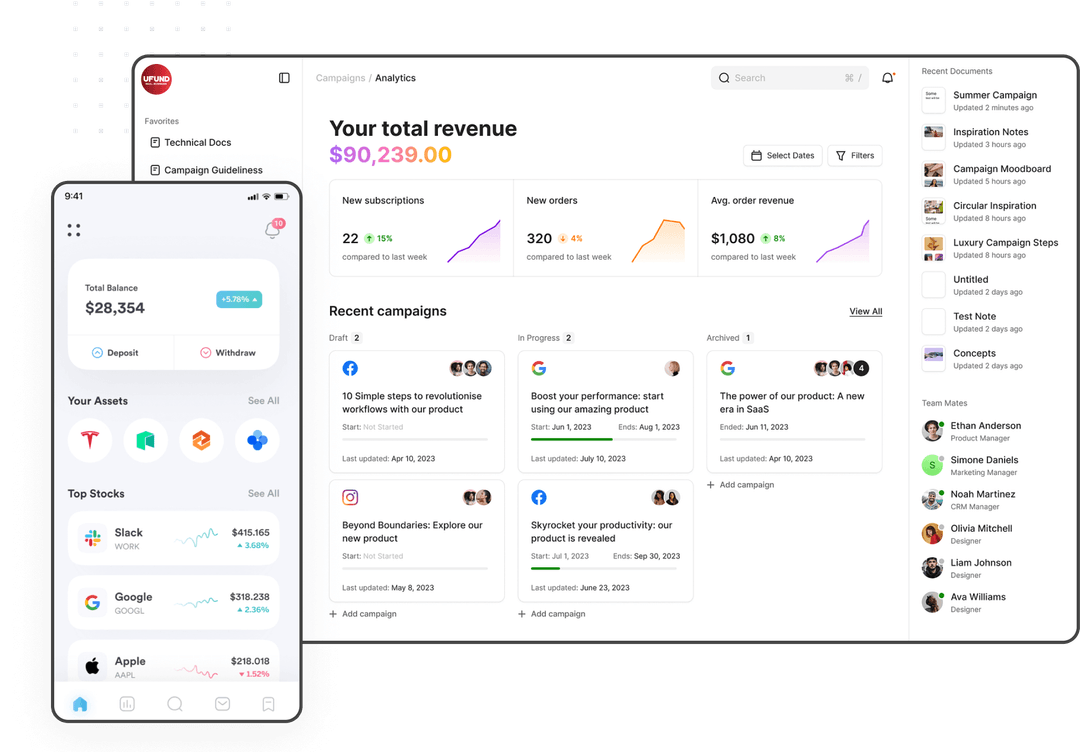 UFUND
Campaigns / Analytics
Search
⌘ /
Favorites
Technical Docs
Campaign Guideliness
Your total revenue
$90,239.00
Select Dates
Filters
New subscriptions
22
15%
compared to last week
New orders
320
4%
compared to last week
Avg. order revenue
$1,080
8%
compared to last week
Recent campaigns
View All
Draft 2
10 Simple steps to revolutionise
workflows with our product
Start: Not Started
Last updated: Apr 10, 2023
Beyond Boundaries: Explore our
new product
Start: Not Started
Last updated: May 8, 2023
+ Add campaign
In Progress 2
Boost your performance: start
using our amazing product
Start: Jun 1, 2023
Ends: Aug 1, 2023
Last updated: July 10, 2023
Skyrocket your productivity: our
product is revealed
Start: Jul 1, 2023
Ends: Sep 30, 2023
Last updated: June 23, 2023
+ Add campaign
Archived 1
4
The power of our product: A new
era in SaaS
Ended: Jun 11, 2023
Last updated: Apr 10, 2023
+ Add campaign
Recent Documents
Summer Campaign
Updated 2 minutes ago
Inspiration Notes
Updated 3 hours ago
Campaign Moodboard
Updated 5 hours ago
Circular Inspiration
Updated 8 hours ago
Luxury Campaign Steps
Updated 8 hours ago
Untitled
Updated 2 days ago
Test Note
Updated 2 days ago
Concepts
Updated 2 days ago
Team Mates
Ethan Anderson
Product Manager
S
Simone Daniels
Marketing Manager
Noah Martinez
CRM Manager
Olivia Mitchell
Designer
Liam Johnson
Designer
Ava Williams
Designer
9:41
10
Total Balance
$28,354
+5.78%
Deposit
Withdraw
Your Assets
See All
Top Stocks
See All
Slack
WORK
$415.165
3.68%
Google
GOOGL
$318.238
2.36%
Apple
AAPL
$218.018
1.52%